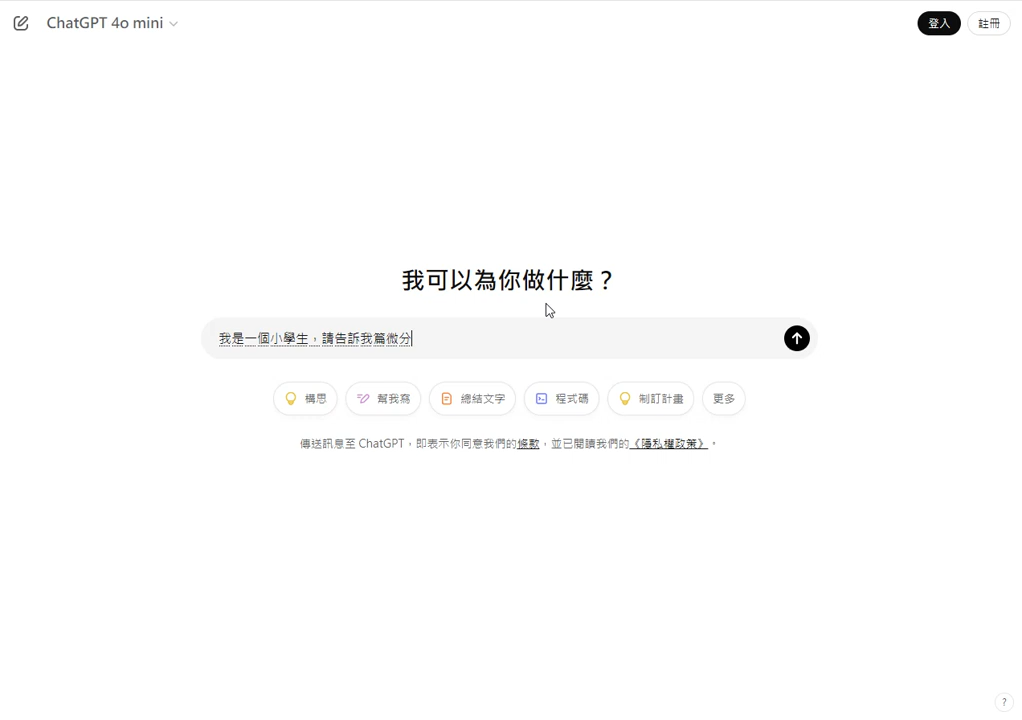 ChatGPT 4o mini
登入
註冊
我可以為你做什麼？
我是一個小學生，請告訴我篇微分
構思
幫我寫
總結文字
程式碼
制訂計畫
更多
傳送訊息至 ChatGPT，即表示你同意我們的條款，並已閱讀我們的《隱私權政策》。
?